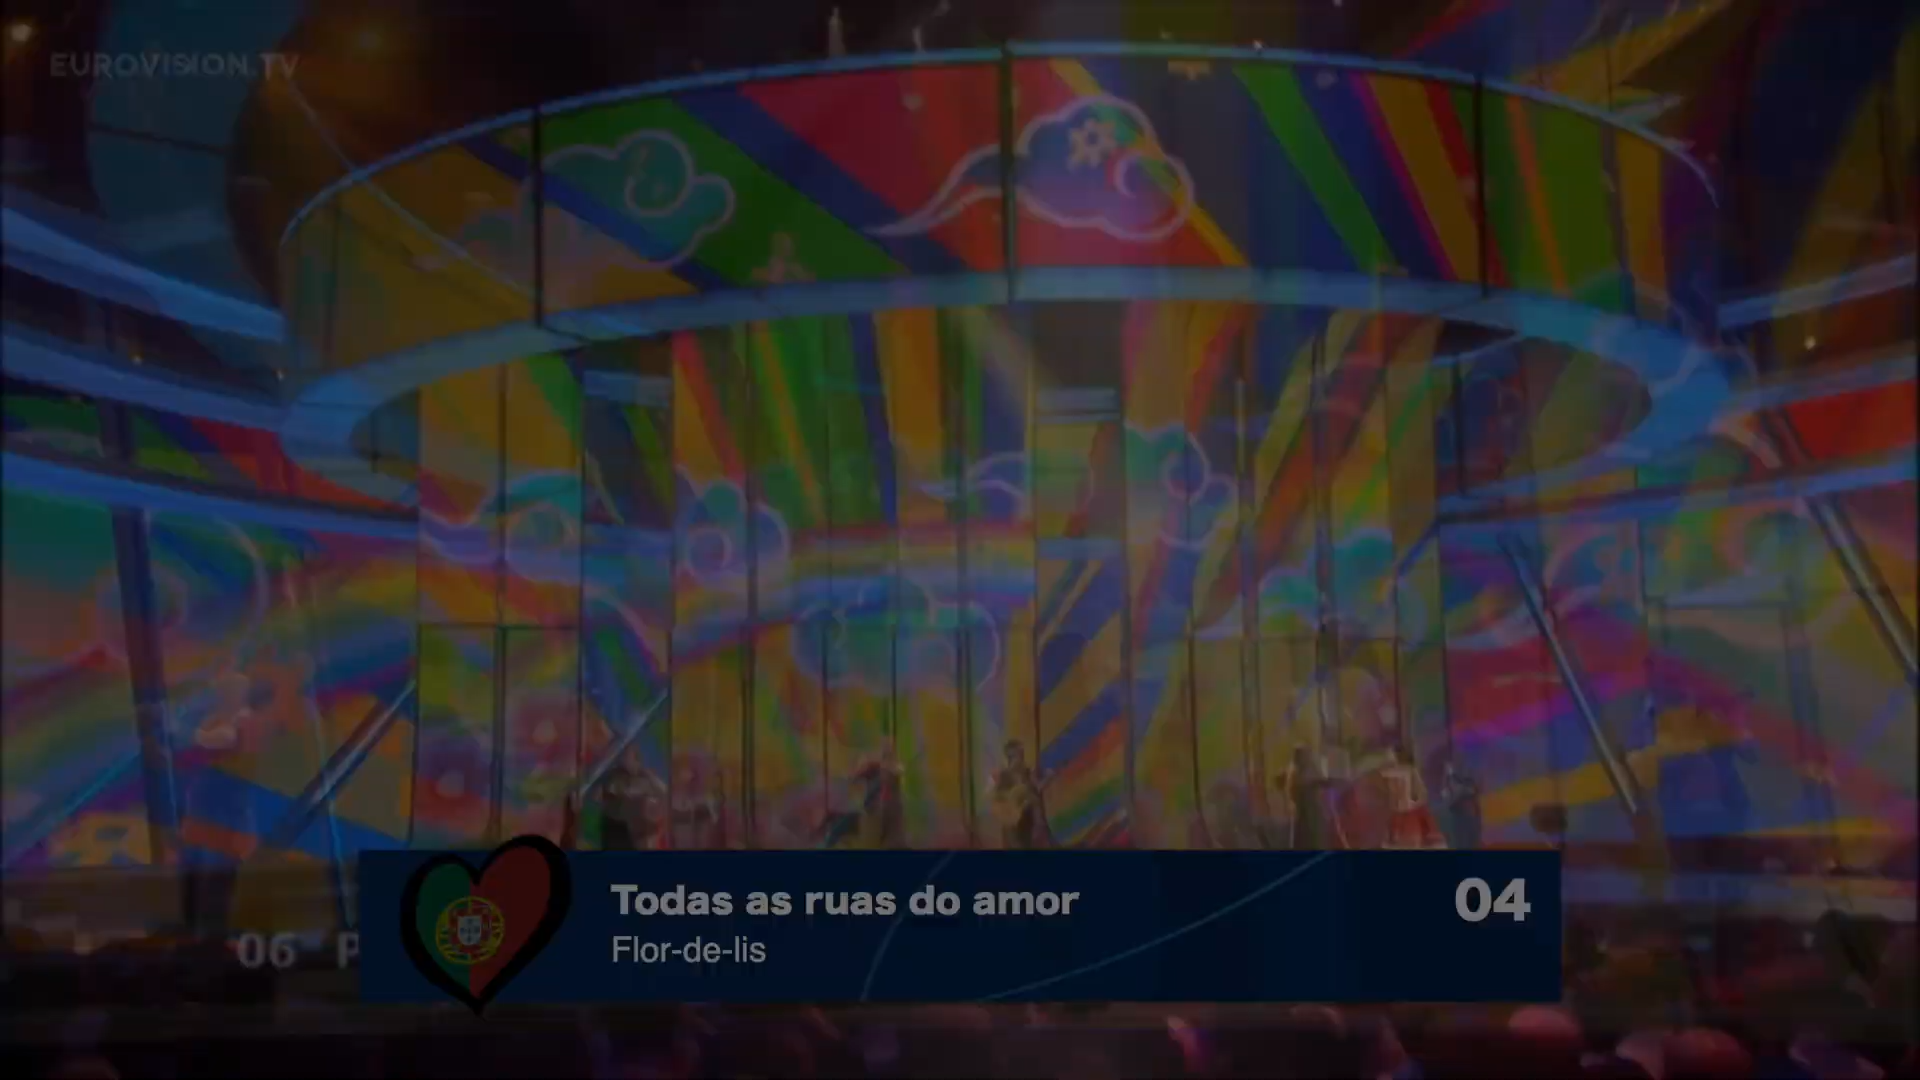 EUROVISION.TV
Todas as ruas do amor
04
Flor-de-lis
06 P